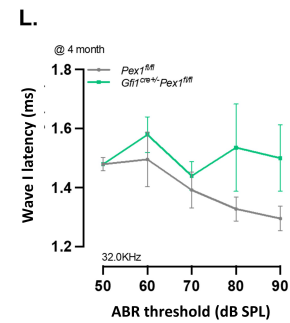 L.
@ 4 month
Pex1fl/fl
Gfi1cre+/-Pex1fl/fl
1.8
1.6
1.4
1.2
Wave I latency (ms)
32.0KHz
50 60 70 80 90
ABR threshold (dB SPL)